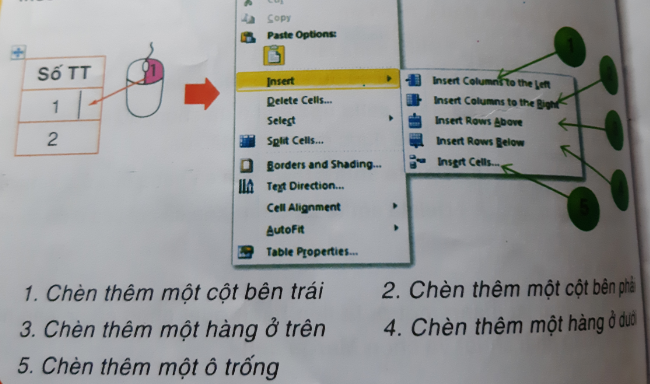 Copy
Paste Options:
Số TT
1
2
1
Insert
Delete Cells...
Select
Split Cells...
Borders and Shading...
Text Direction...
Cell Alignment
AutoFit
Table Properties...
Insert Columns to the Left
Insert Columns to the Right
Insert Rows Above
Insert Rows Below
Insert Cells...
1
5
1. Chèn thêm một cột bên trái
2. Chèn thêm một cột bên phải
3. Chèn thêm một hàng ở trên
4. Chèn thêm một hàng ở dưới
5. Chèn thêm một ô trống